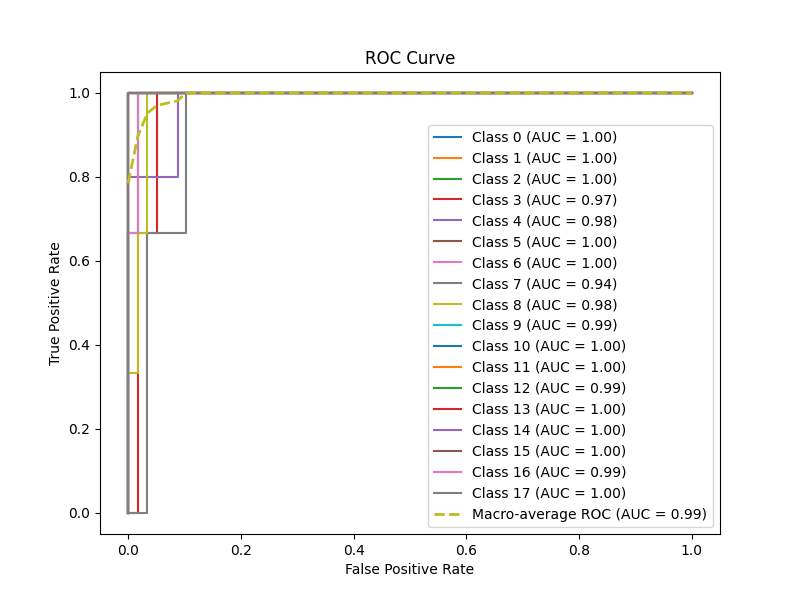 ROC Curve
1.0
0.8
0.6
0.4
0.2
0.0
True Positive Rate
Class 0 (AUC = 1.00)
Class 1 (AUC = 1.00)
Class 2 (AUC = 1.00)
Class 3 (AUC = 0.97)
Class 4 (AUC = 0.98)
Class 5 (AUC = 1.00)
Class 6 (AUC = 1.00)
Class 7 (AUC = 0.94)
Class 8 (AUC = 0.98)
Class 9 (AUC = 0.99)
Class 10 (AUC = 1.00)
Class 11 (AUC = 1.00)
Class 12 (AUC = 0.99)
Class 13 (AUC = 1.00)
Class 14 (AUC = 1.00)
Class 15 (AUC = 1.00)
Class 16 (AUC = 0.99)
Class 17 (AUC = 1.00)
Macro-average ROC (AUC = 0.99)
0.0 0.2 0.4 0.6 0.8 1.0
False Positive Rate